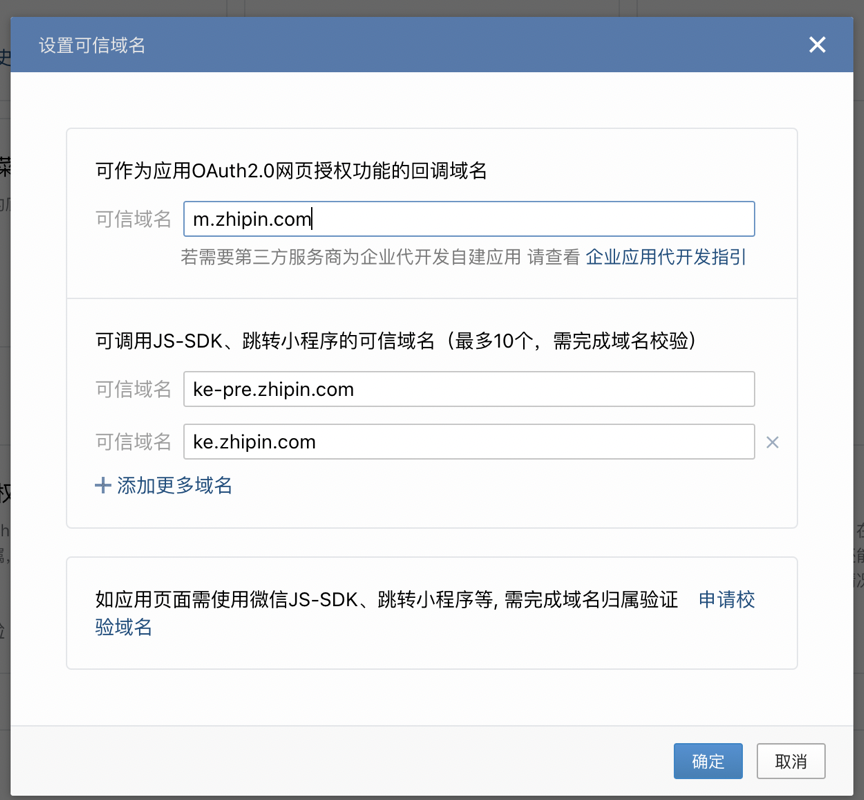 设置可信域名
可作为应用OAuth2.0网页授权功能的回调域名
可信域名 m.zhipin.com
若需要第三方服务商为企业代开发自建应用 请查看 企业应用代开发指引
可调用JS-SDK、跳转小程序的可信域名（最多10个，需完成域名校验）
可信域名 ke-pre.zhipin.com
可信域名 ke.zhipin.com
添加更多域名
如应用页面需使用微信JS-SDK、跳转小程序等, 需完成域名归属验证 申请校
验域名
确定 取消